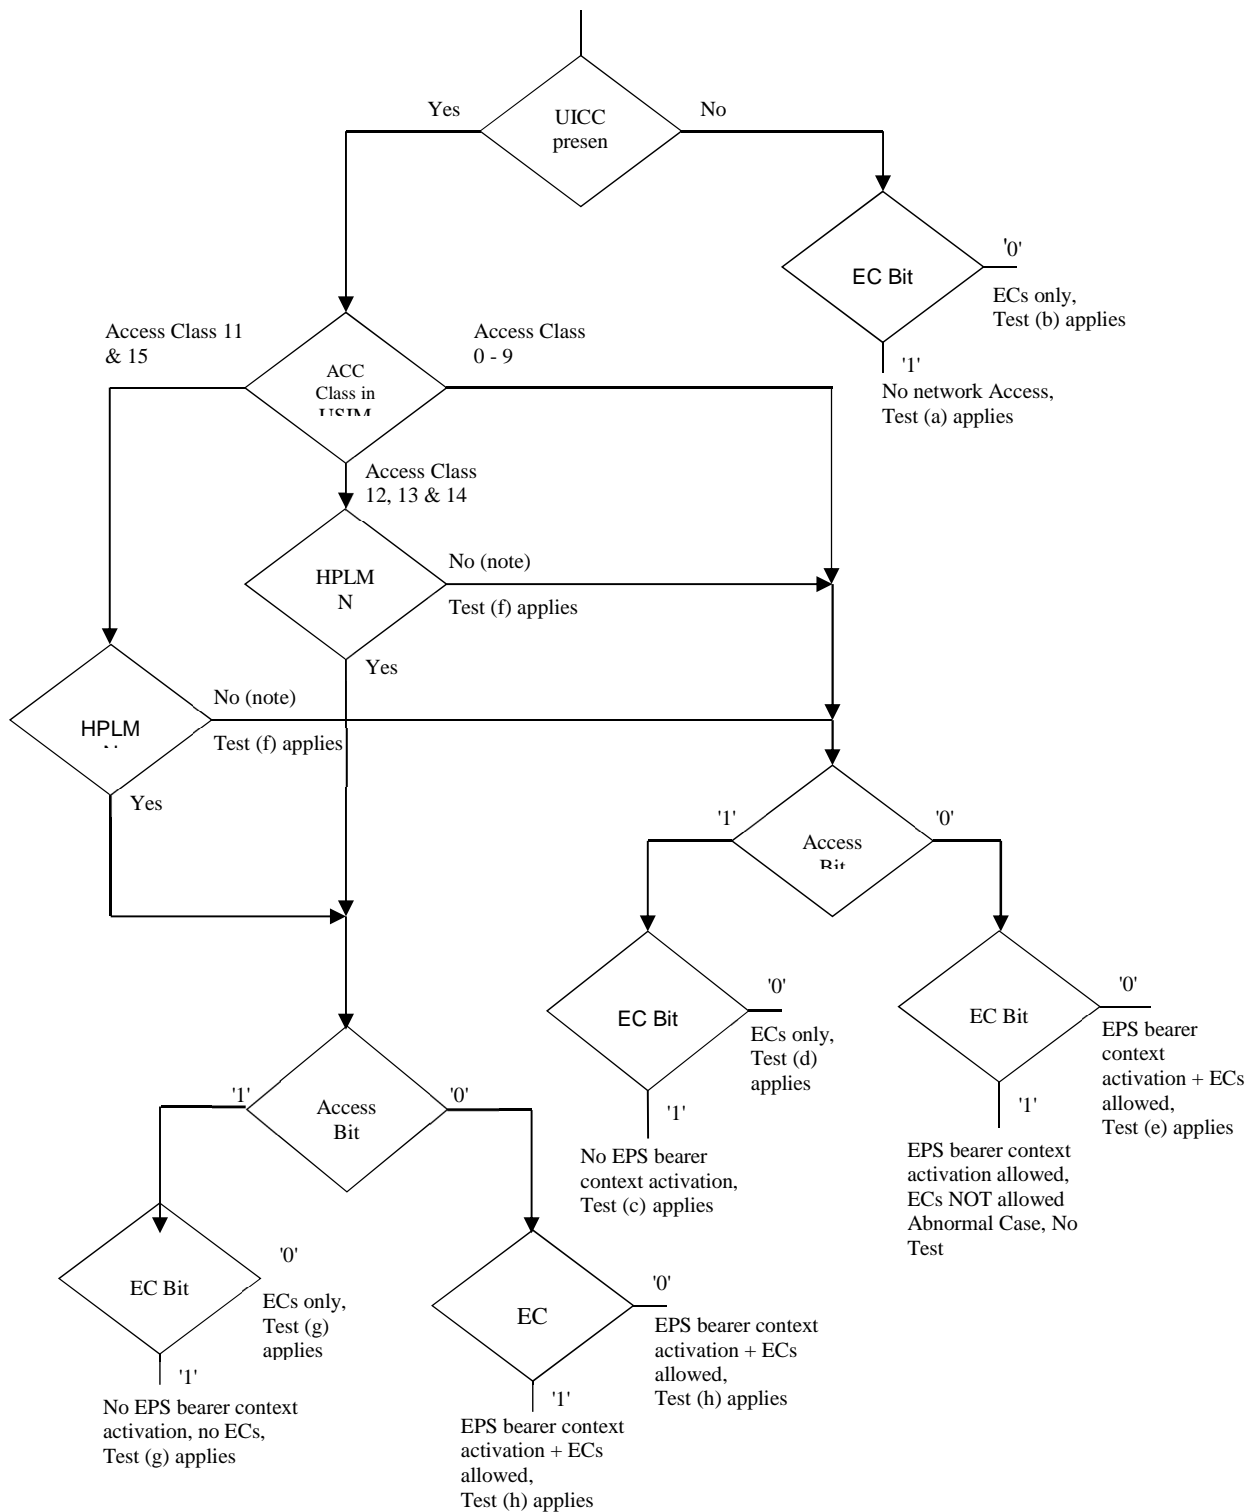 Yes
No
UICC
presen
'0'
EC Bit
ECs only,
Test (b) applies
'1'
No network Access,
Test (a) applies
Access Class 11
& 15
Access Class
0 - 9
ACC
Class in
USIM
Access Class
12, 13 & 14
No (note)
HPLM
N
Test (f) applies
Yes
No (note)
HPLM
Test (f) applies
Yes
'1'
'0'
Access
Bit
'0'
EC Bit
ECs only,
Test (d)
applies
'1'
No EPS bearer
context activation,
Test (c) applies
'0'
EC Bit
EPS bearer
context
activation + ECs
allowed,
Test (e) applies
'1'
EPS bearer context
activation allowed,
ECs NOT allowed
Abnormal Case, No
Test
'1'
'0'
Access
Bit
'0'
EC Bit
ECs only,
Test (g)
applies
'1'
No EPS bearer context
activation, no ECs,
Test (g) applies
'0'
EC
EPS bearer context
activation + ECs
allowed,
Test (h) applies
'1'
EPS bearer context
activation + ECs
allowed,
Test (h) applies